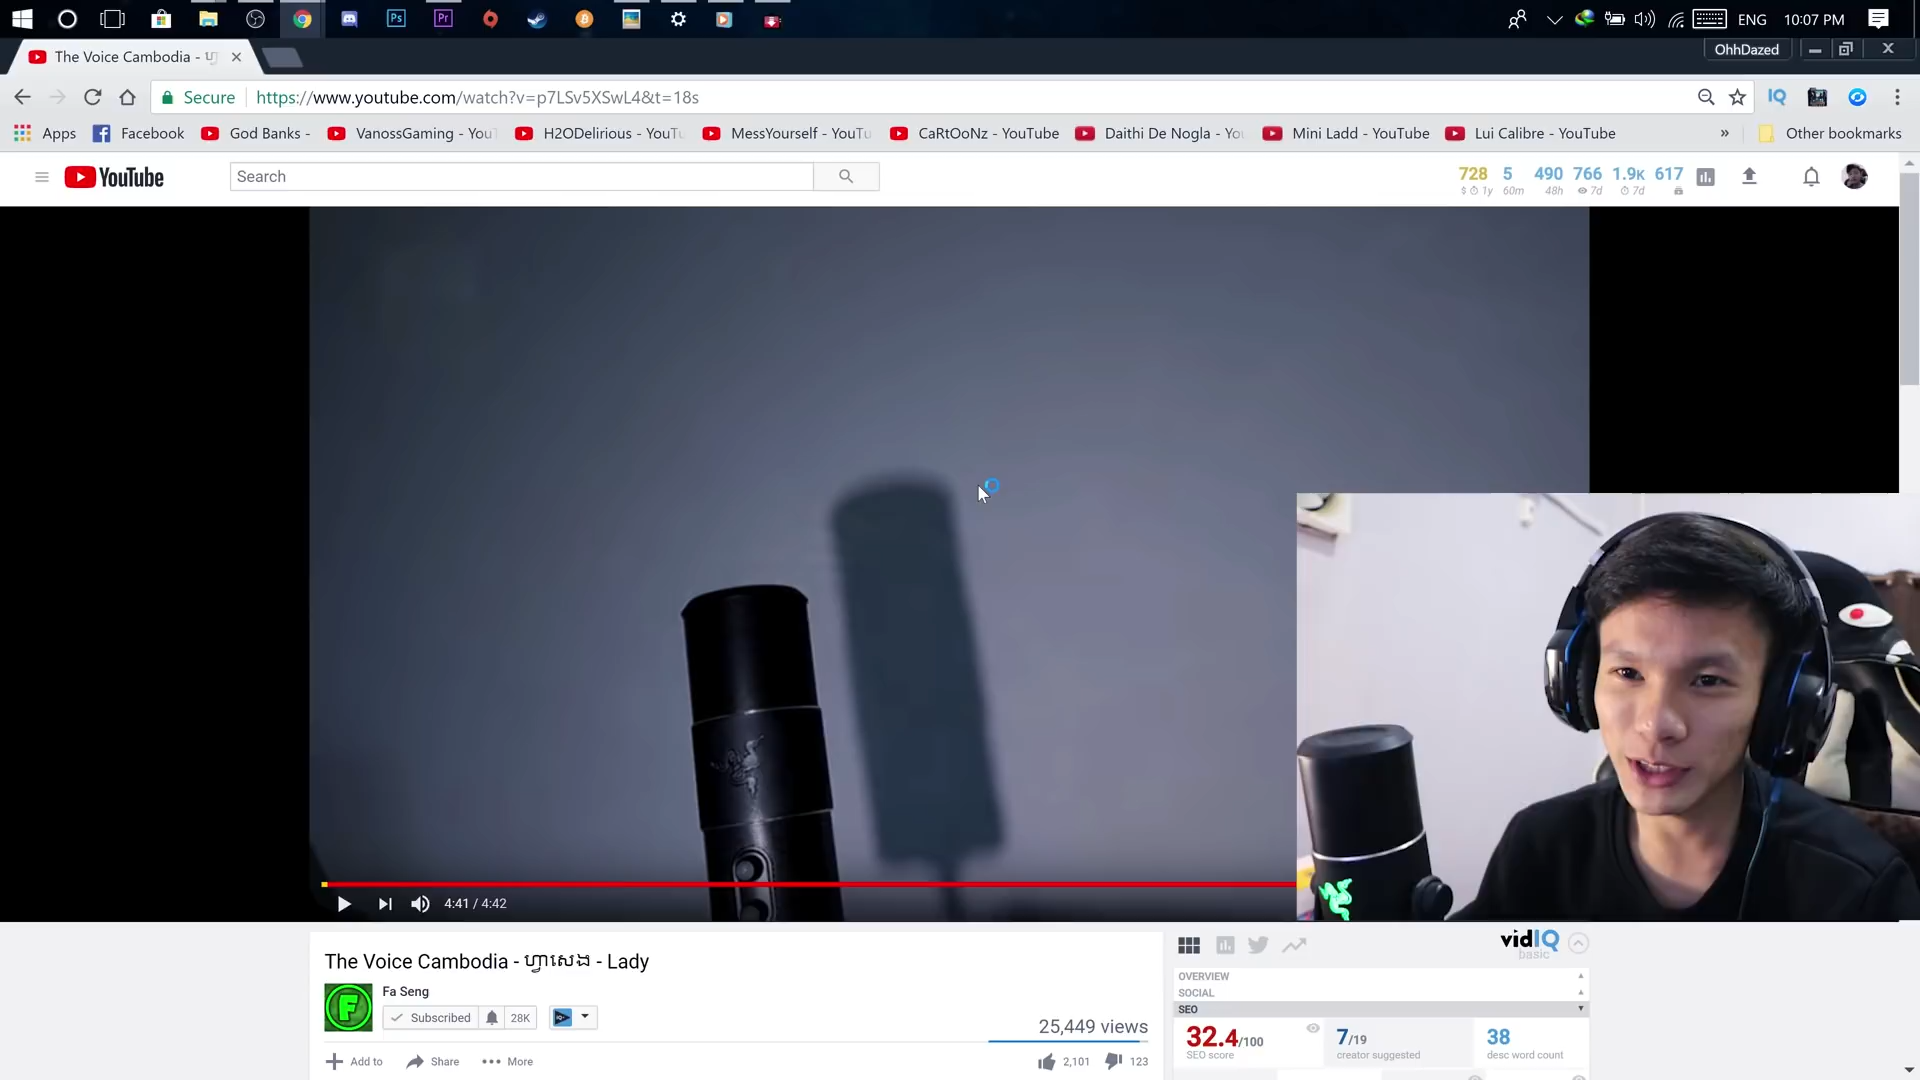 ENG 10:07 PM
The Voice Cambodia - ហ្
OhhDazed
Secure https://www.youtube.com/watch?v=p7LSv5XSwL4&t=18s
Apps Facebook God Banks - VanossGaming - YouT H2ODelirious - YouTu MessYourself - YouTu CaRtOoNz - YouTube Daithi De Nogla - You Mini Ladd - YouTube Lui Calibre - YouTube » Other bookmarks
YouTube Search
728 5 490 766 1.9K 617
$ 1y 60m 48h 7d 7d
4:41 / 4:42
The Voice Cambodia - ហ្វាសេង - Lady
Fa Seng
Subscribed 28K
25,449 views
Add to Share More 2,101 123
vidIQ
basic
OVERVIEW
SOCIAL
SEO
32.4/100 7/19 38
SEO score creator suggested desc word count